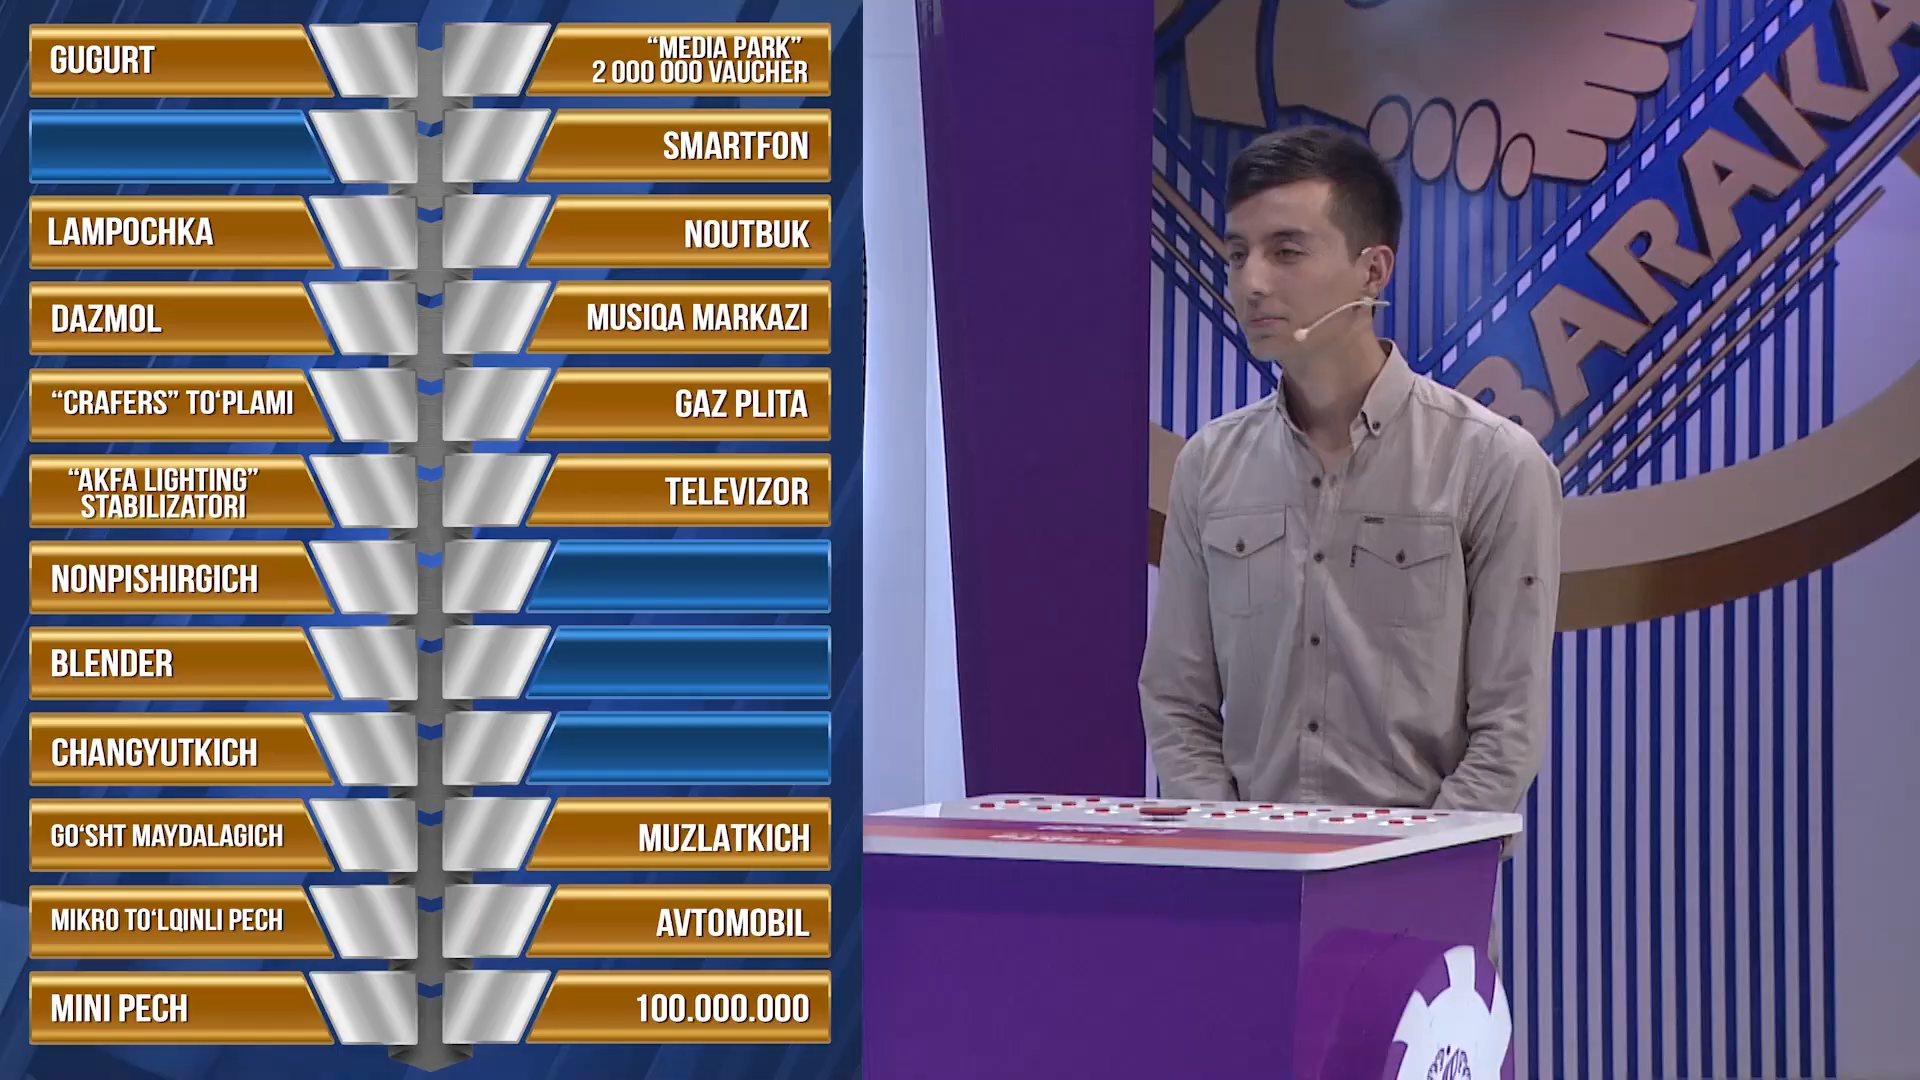 GUGURT
LAMPOCHKA
DAZMOL
“CRAFERS” TO‘PLAMI
“AKFA LIGHTING”
STABILIZATORI
NONPISHIRGICH
BLENDER
CHANGYUTKICH
GO‘SHT MAYDALAGICH
MIKRO TO‘LQINLI PECH
MINI PECH
“MEDIA PARK”
2 000 000 VAUCHER
SMARTFON
NOUTBUK
MUSIQA MARKAZI
GAZ PLITA
TELEVIZOR
MUZLATKICH
AVTOMOBIL
100.000.000
BARAKA